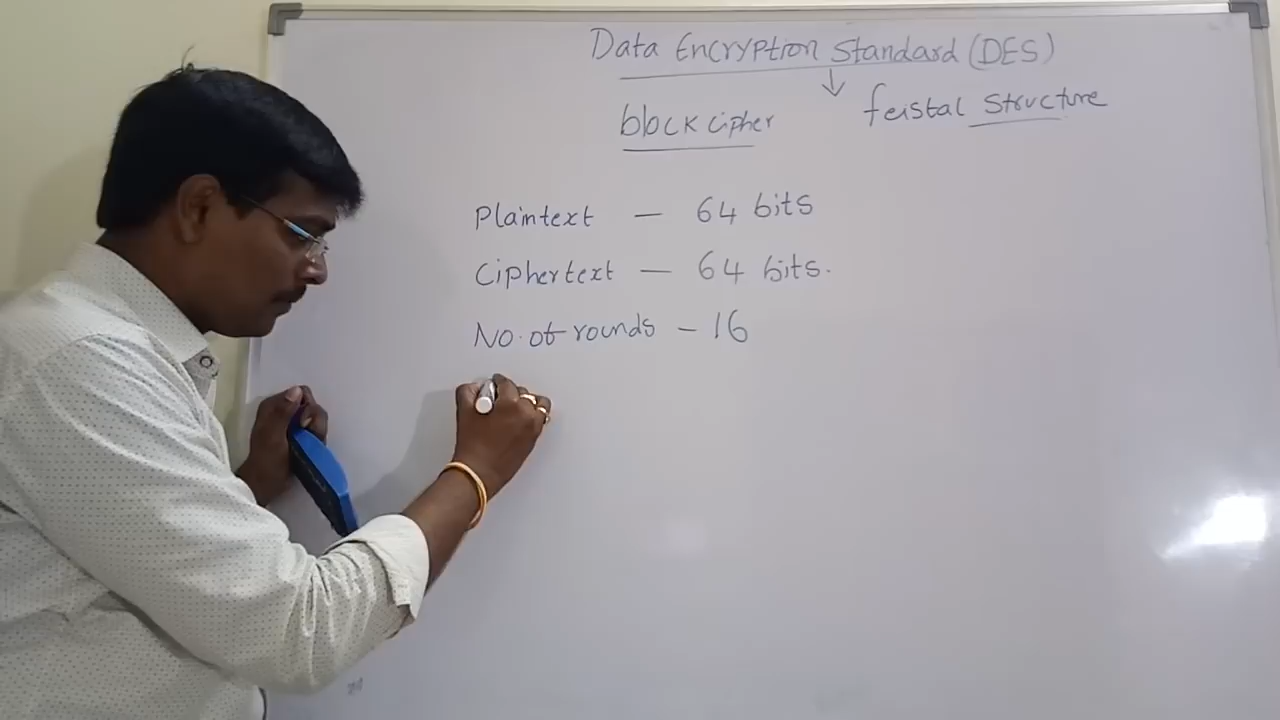 Data Encryption Standard (DES)
block cipher
feistal structure
Plaintext — 64 bits
Ciphertext — 64 bits.
No. of rounds - 16